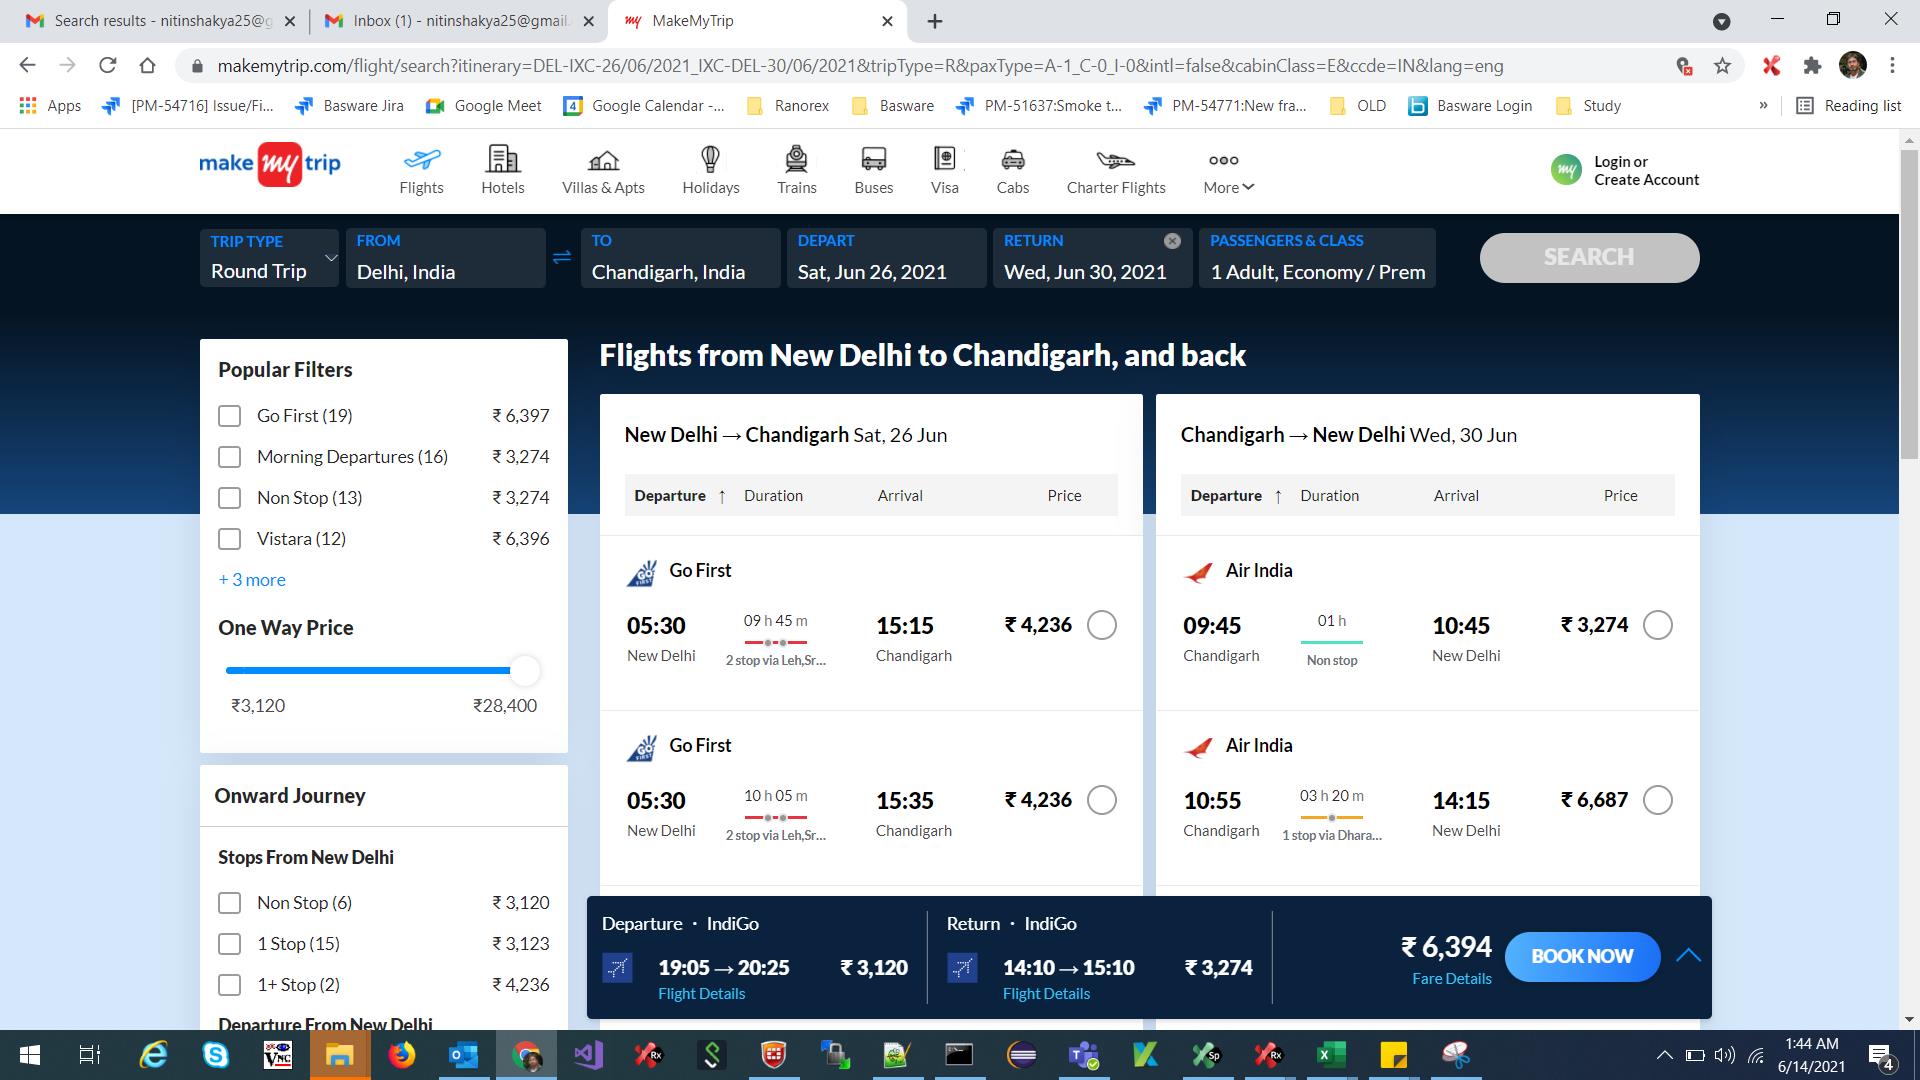 Search results - nitinshakya25@g
Inbox (1) - nitinshakya25@gmail.
MakeMyTrip
makemytrip.com/flight/search?itinerary=DEL-IXC-26/06/2021_IXC-DEL-30/06/2021&tripType=R&paxType=A-1_C-0_I-0&intl=false&cabinClass=E&ccde=IN&lang=eng
Apps
[PM-54716] Issue/Fi...
Basware Jira
Google Meet
4
Google Calendar -...
Ranorex
Basware
PM-51637:Smoke t...
PM-54771:New fra...
OLD
Basware Login
Study
»
Reading list
make my trip
Flights
Hotels
Villas & Apts
Holidays
Trains
Buses
Visa
Cabs
Charter Flights
More
my
Login or
Create Account
TRIP TYPE
Round Trip
FROM
Delhi, India
TO
Chandigarh, India
DEPART
Sat, Jun 26, 2021
RETURN
Wed, Jun 30, 2021
PASSENGERS & CLASS
1 Adult, Economy / Prem
SEARCH
Popular Filters
Go First (19) ₹ 6,397
Morning Departures (16) ₹ 3,274
Non Stop (13) ₹ 3,274
Vistara (12) ₹ 6,396
+ 3 more
One Way Price
₹3,120 ₹28,400
Onward Journey
Stops From New Delhi
Non Stop (6) ₹ 3,120
1 Stop (15) ₹ 3,123
1+ Stop (2) ₹ 4,236
Departure From New Delhi
Flights from New Delhi to Chandigarh, and back
New Delhi → Chandigarh Sat, 26 Jun
Departure ↑ Duration Arrival Price
GO FIRST
Go First
05:30 09 h 45 m 15:15 ₹ 4,236
New Delhi 2 stop via Leh,Sr... Chandigarh
GO FIRST
Go First
05:30 10 h 05 m 15:35 ₹ 4,236
New Delhi 2 stop via Leh,Sr... Chandigarh
Chandigarh → New Delhi Wed, 30 Jun
Departure ↑ Duration Arrival Price
Air India
09:45 01 h 10:45 ₹ 3,274
Chandigarh Non stop New Delhi
Air India
10:55 03 h 20 m 14:15 ₹ 6,687
Chandigarh 1 stop via Dhara... New Delhi
Departure · IndiGo
19:05 → 20:25 ₹ 3,120
Flight Details
Return · IndiGo
14:10 → 15:10 ₹ 3,274
Flight Details
₹ 6,394
Fare Details
BOOK NOW
1:44 AM
6/14/2021
4